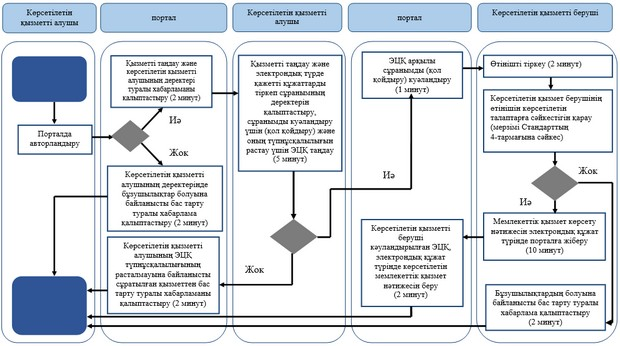 Көрсетілетін қызметті
алушы
портал
Көрсетілетін қызметті
алушы
портал
Көрсетілетін қызметті беруші
Порталда
авторландыру
Қызметті таңдау және
көрсетілетін қызметті
алушының деректері
туралы хабарламаны
қалыптастыру (2 минут)
Иә
Жоқ
Көрсетілетін қызметті
алушының деректерінде
бұзушылықтар болуына
байланысты бас тарту
туралы хабарлама
қалыптастыру (2 минут)
Көрсетілетін қызметті
алушының ЭЦҚ
түпнұсқалылығының
расталмауына байланысты
сұратылған қызметтен бас
тарту туралы хабарламаны
қалыптастыру (2 минут)
Қызметті таңдау және
электрондық түрде
қажетті құжаттарды
тіркеп сұранымның
деректерін
қалыптастыру,
сұранымды куәландыру
үшін (қол қойдыру) және
оның түпнұсқалылығын
растау үшін ЭЦҚ таңдау
(5 минут)
Иә
Жоқ
ЭЦҚ арқылы
сұранымды (қол
қойдыру) куәландыру
(1 минут)
Көрсетілетін қызметті
беруші
куәландырылған ЭЦҚ,
электрондық құжат
түрінде көрсетілетін
мемлекеттік қызмет
нәтижесін беру
(2 минут)
Өтінішті тіркеу (2 минут)
Көрсетілетін қызмет берушінің
өтінішін көрсетілетін
талаптарға сәйкестігін қарау
(мерзімі Стандарттың
4-тармағына сәйкес)
Жоқ
Иә
Мемлекеттік қызмет көрсету
нәтижесін электрондық құжат
түрінде порталға жіберу
(10 минут)
Бұзушылықтардың болуына
байланысты бас тарту туралы
хабарлама қалыптастыру
(2 минут)